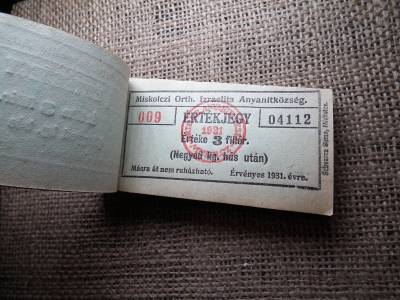 Miskolczi Orth. Izraelita Anyahitközség.
009 ÉRTÉKJEGY 04112
1931
Értéke 3 fillér.
(Negyed kg. hús után)
Másra át nem ruházható. Érvényes 1931. évre.